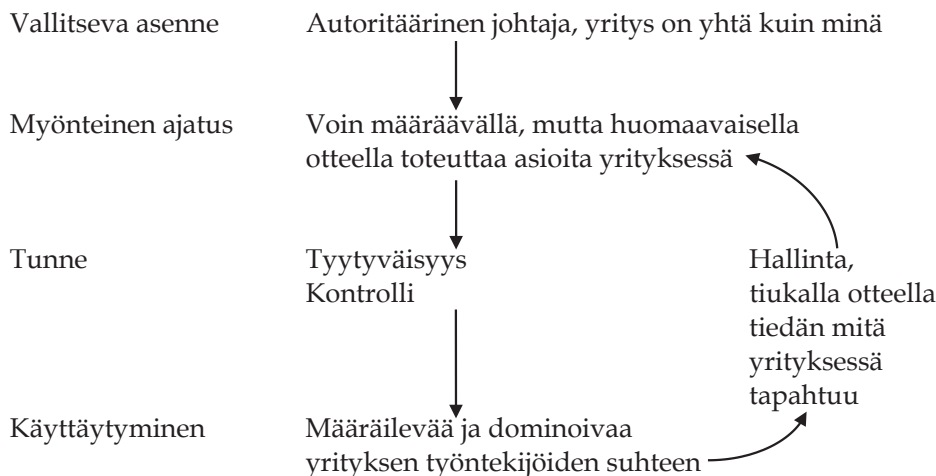 Vallitseva asenne Autoritäärinen johtaja, yritys on yhtä kuin minä
Myönteinen ajatus Voin määräävällä, mutta huomaavaisella
otteella toteuttaa asioita yrityksessä
Tunne Tyytyväisyys
Kontrolli
Hallinta,
tiukalla otteella
tiedän mitä
yrityksessä
tapahtuu
Käyttäytyminen Määräilevää ja dominoivaa
yrityksen työntekijöiden suhteen